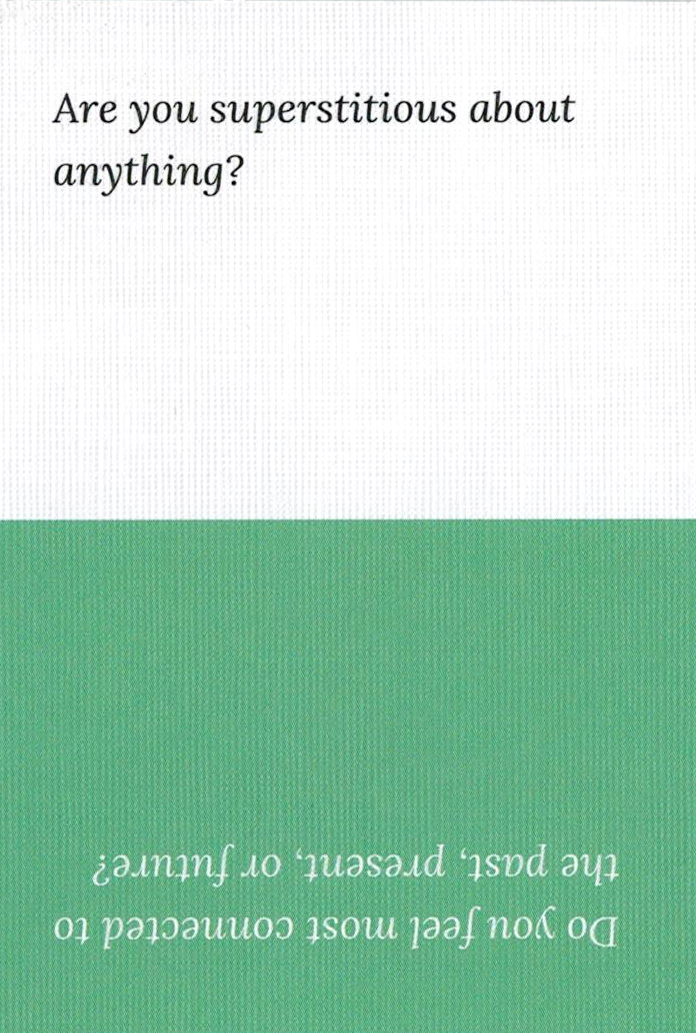 Are you superstitious about
anything?
Do you feel most connected to
the past, present, or future?